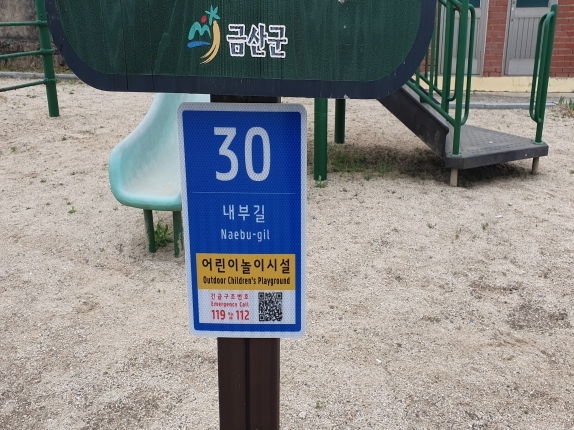 금산군
30
내부길
Naebu-gil
어린이놀이시설
Outdoor Children's Playground
긴급구조번호
Emergency Call
119 및 112